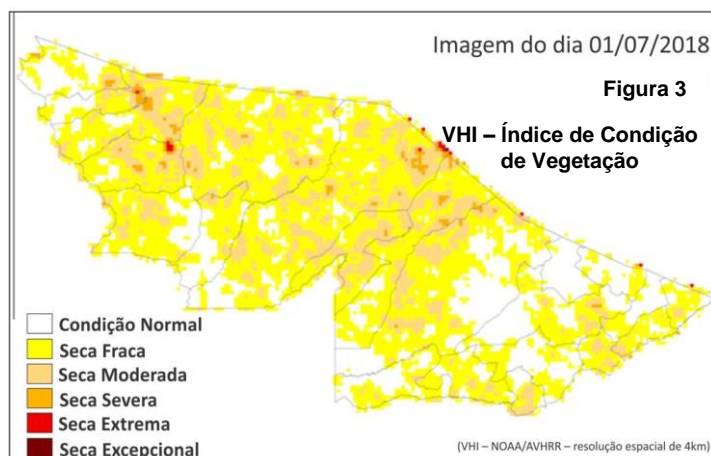 Imagem do dia 01/07/2018
Figura 3
VHI – Índice de Condição
de Vegetação
Condição Normal
Seca Fraca
Seca Moderada
Seca Severa
Seca Extrema
Seca Excepcional
(VHI – NOAA/AVHRR – resolução espacial de 4km)